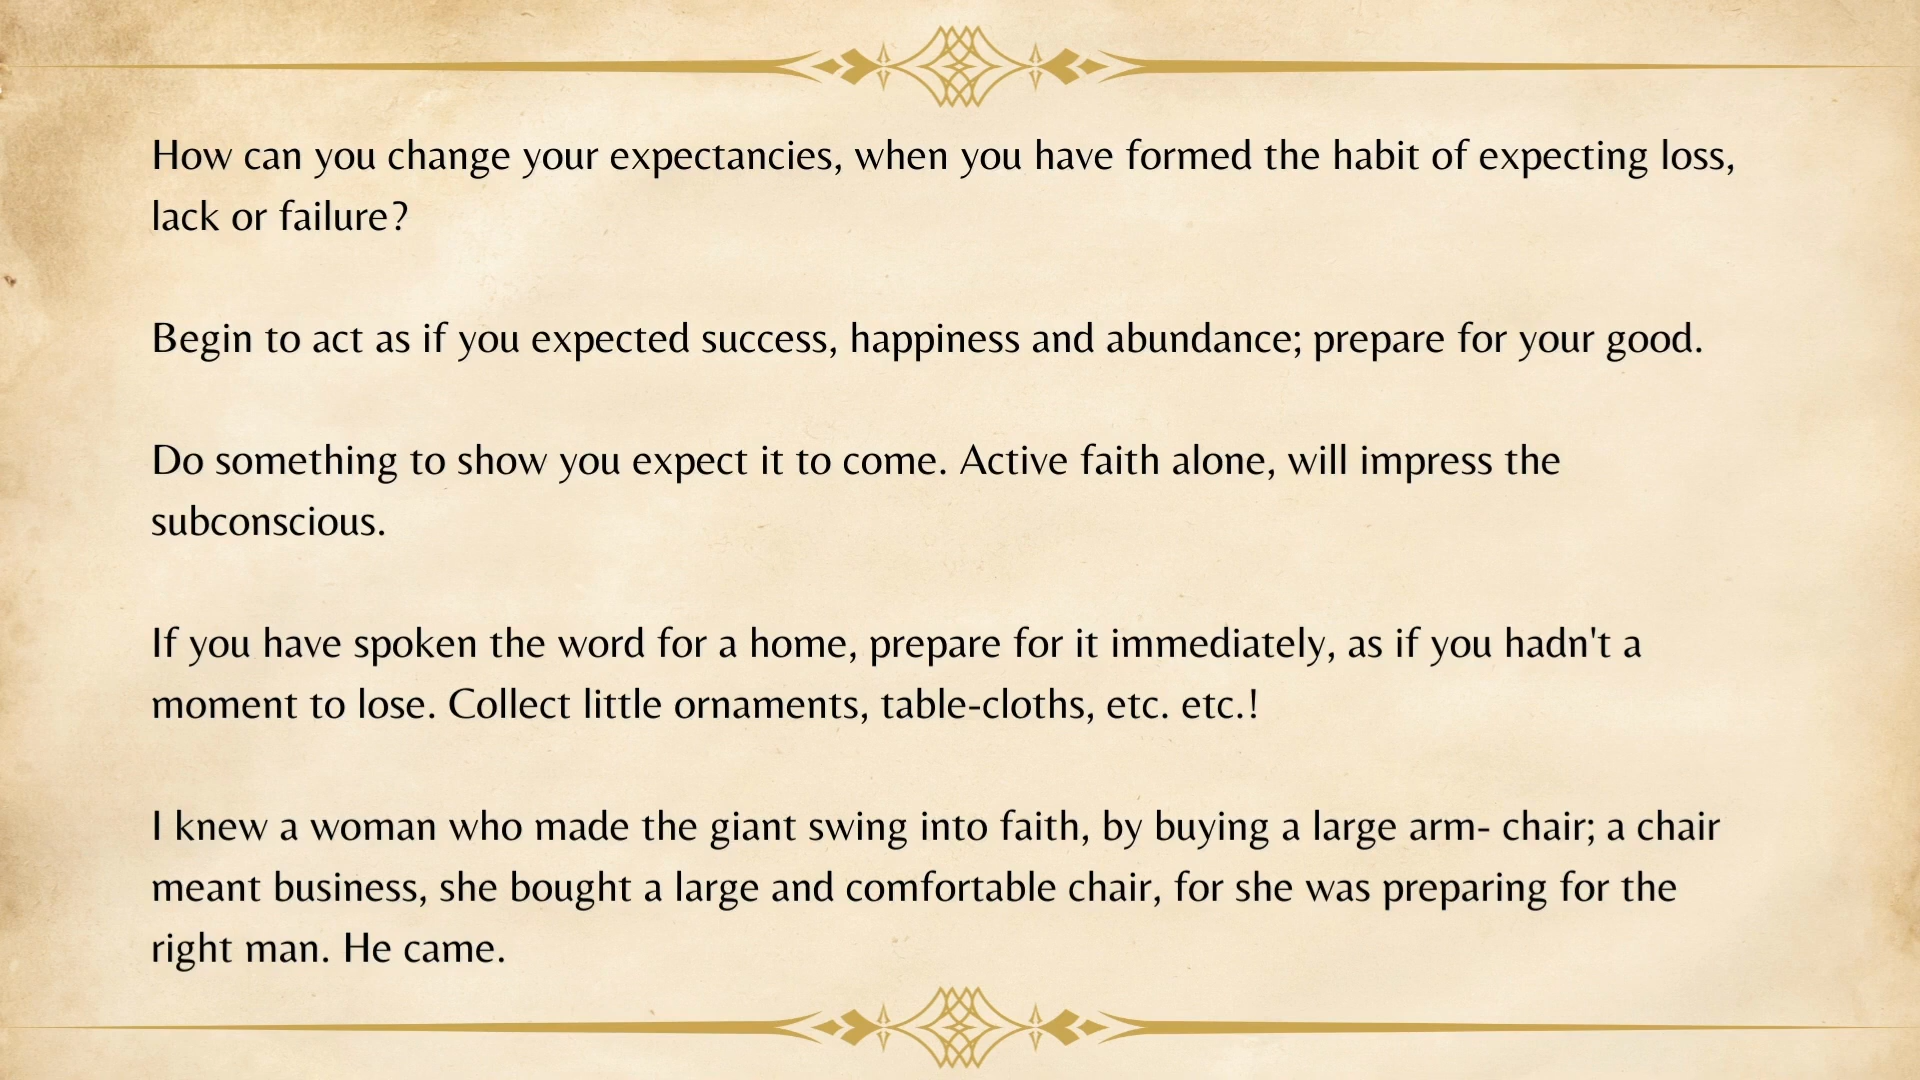 How can you change your expectancies, when you have formed the habit of expecting loss,
lack or failure?
Begin to act as if you expected success, happiness and abundance; prepare for your good.
Do something to show you expect it to come. Active faith alone, will impress the
subconscious.
If you have spoken the word for a home, prepare for it immediately, as if you hadn't a
moment to lose. Collect little ornaments, table-cloths, etc. etc.!
I knew a woman who made the giant swing into faith, by buying a large arm- chair; a chair
meant business, she bought a large and comfortable chair, for she was preparing for the
right man. He came.